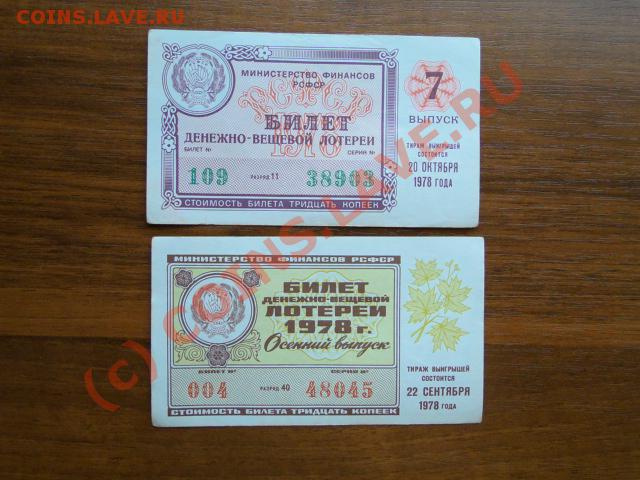 COINS.LAVE.RU
МИНИСТЕРСТВО ФИНАНСОВ
РСФСР
РСФСР
1978
БИЛЕТ
ДЕНЕЖНО-ВЕЩЕВОЙ ЛОТЕРЕИ
БИЛЕТ № СЕРИЯ №
109 РАЗРЯД 11 38903
СТОИМОСТЬ БИЛЕТА ТРИДЦАТЬ КОПЕЕК
7
ВЫПУСК
ТИРАЖ ВЫИГРЫШЕЙ
СОСТОИТСЯ
20 ОКТЯБРЯ
1978 ГОДА
МИНИСТЕРСТВО ФИНАНСОВ РСФСР
БИЛЕТ
ДЕНЕЖНО-ВЕЩЕВОЙ
ЛОТЕРЕИ
1978 г.
Осенний выпуск
БИЛЕТ № СЕРИЯ №
004 РАЗРЯД 40 48045
СТОИМОСТЬ БИЛЕТА ТРИДЦАТЬ КОПЕЕК
ТИРАЖ ВЫИГРЫШЕЙ
СОСТОИТСЯ
22 СЕНТЯБРЯ
1978 ГОДА
(c) COINS.LAVE.RU